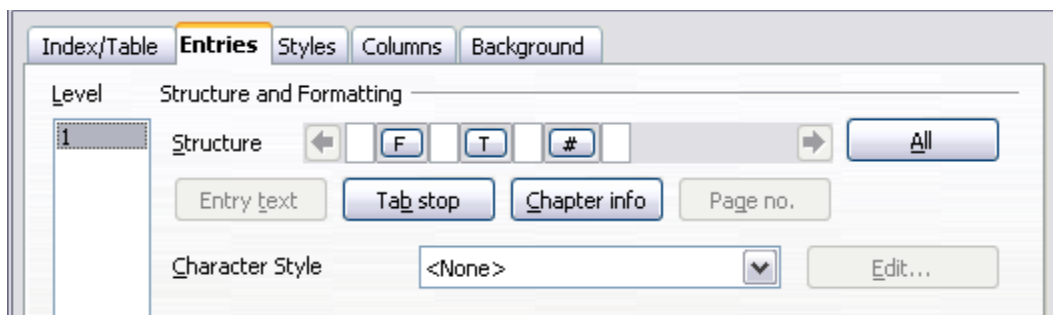 Index/Table Entries Styles Columns Background
Level Structure and Formatting
1 Structure F T # All
Entry text Tab stop Chapter info Page no.
Character Style <None> Edit...